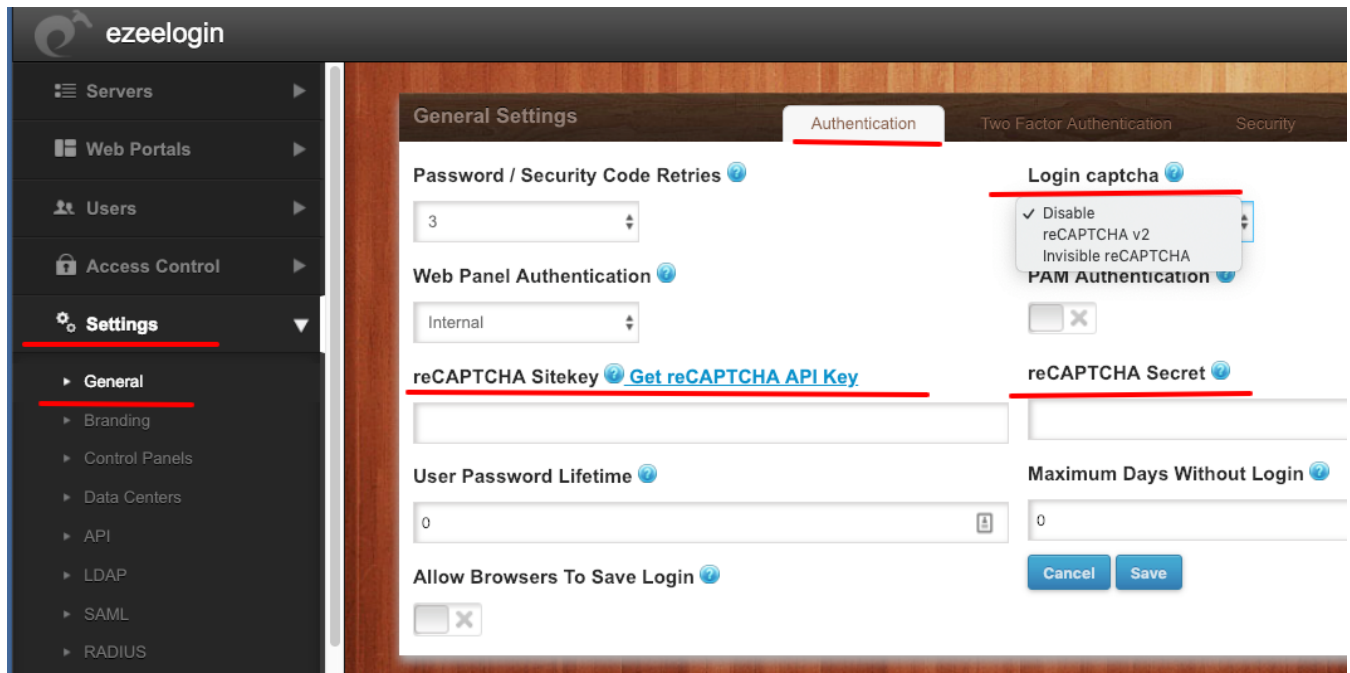 ezeelogin
Servers
Web Portals
Users
Access Control
Settings
General
Branding
Control Panels
Data Centers
API
LDAP
SAML
RADIUS
General Settings
Authentication
Two Factor Authentication
Security
Password / Security Code Retries ?
3
Login captcha ?
✓ Disable
reCAPTCHA v2
Invisible reCAPTCHA
Web Panel Authentication ?
Internal
PAM Authentication ?
reCAPTCHA Sitekey ? Get reCAPTCHA API Key
reCAPTCHA Secret ?
User Password Lifetime ?
0
Maximum Days Without Login ?
0
Allow Browsers To Save Login ?
Cancel
Save